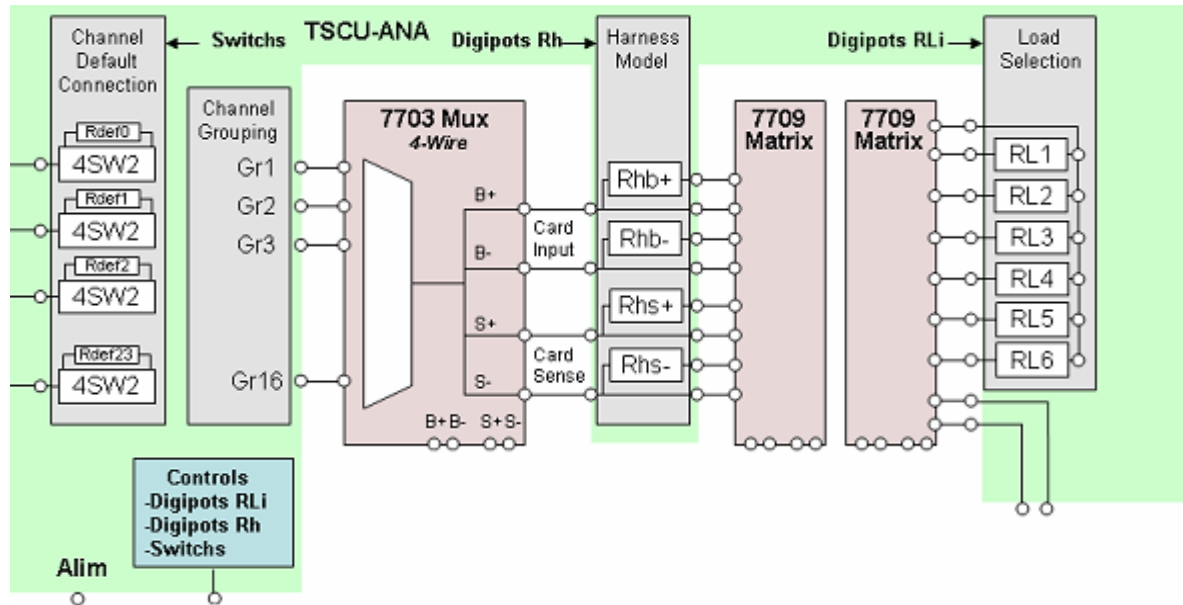 Channel
Default
Connection
Switchs
TSCU-ANA
Digipots Rh
Harness
Model
Digipots RLi
Load
Selection
Rdef0
4SW2
Rdef1
4SW2
Rdef2
4SW2
Rdef23
4SW2
Channel
Grouping
Gr1
Gr2
Gr3
Gr16
7703 Mux
4-Wire
B+
B-
S+
S-
B+B- S+S-
Card
Input
Card
Sense
Rhb+
Rhb-
Rhs+
Rhs-
7709
Matrix
7709
Matrix
RL1
RL2
RL3
RL4
RL5
RL6
Controls
-Digipots RLi
-Digipots Rh
-Switchs
Alim